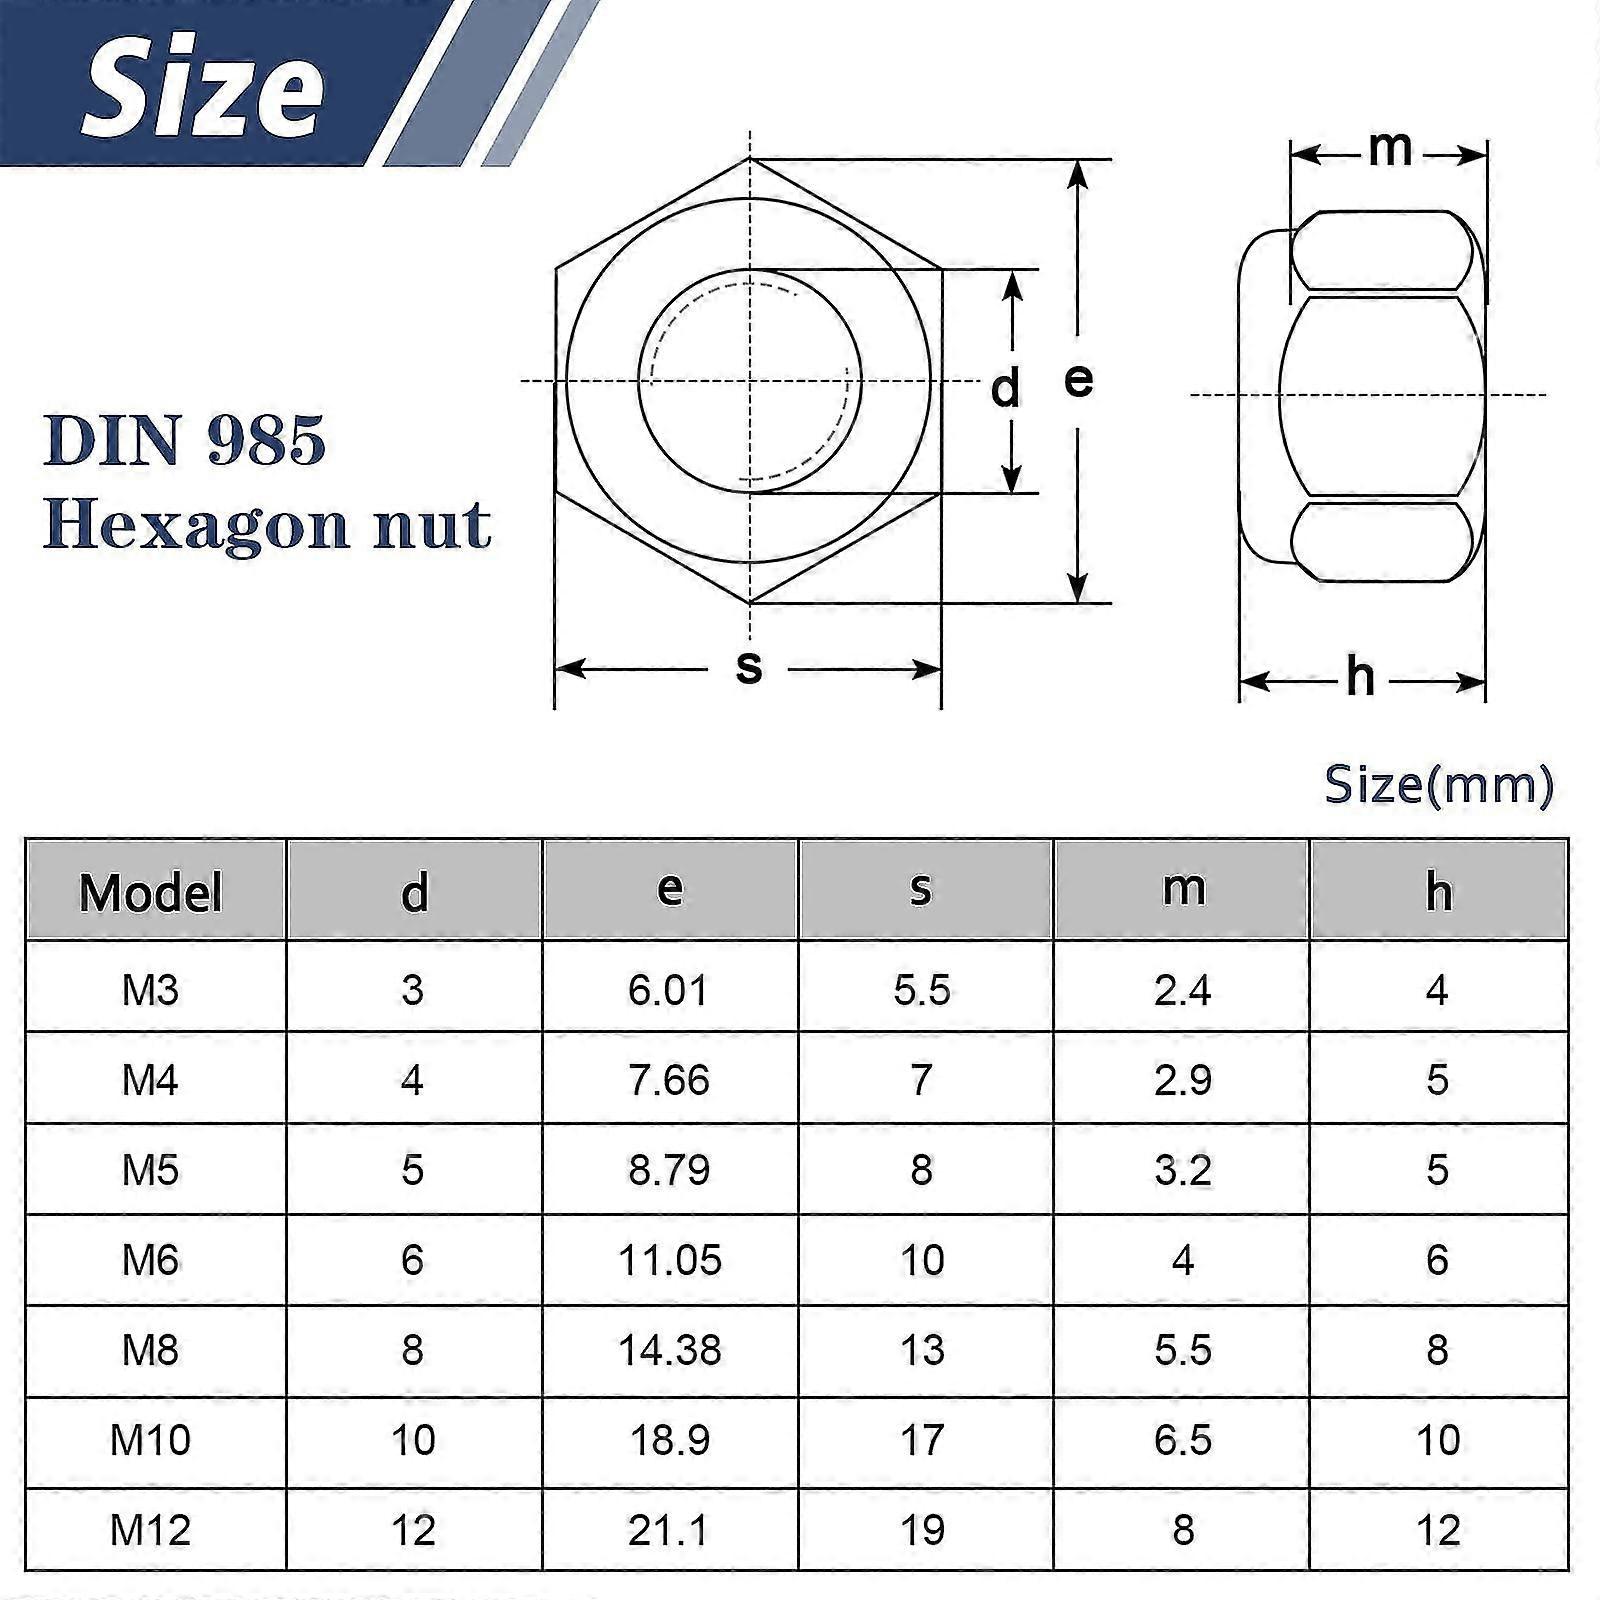 Size
m
d
e
DIN 985
Hexagon nut
s
h
Size(mm)
Model d e s m h
M3 3 6.01 5.5 2.4 4
M4 4 7.66 7 2.9 5
M5 5 8.79 8 3.2 5
M6 6 11.05 10 4 6
M8 8 14.38 13 5.5 8
M10 10 18.9 17 6.5 10
M12 12 21.1 19 8 12